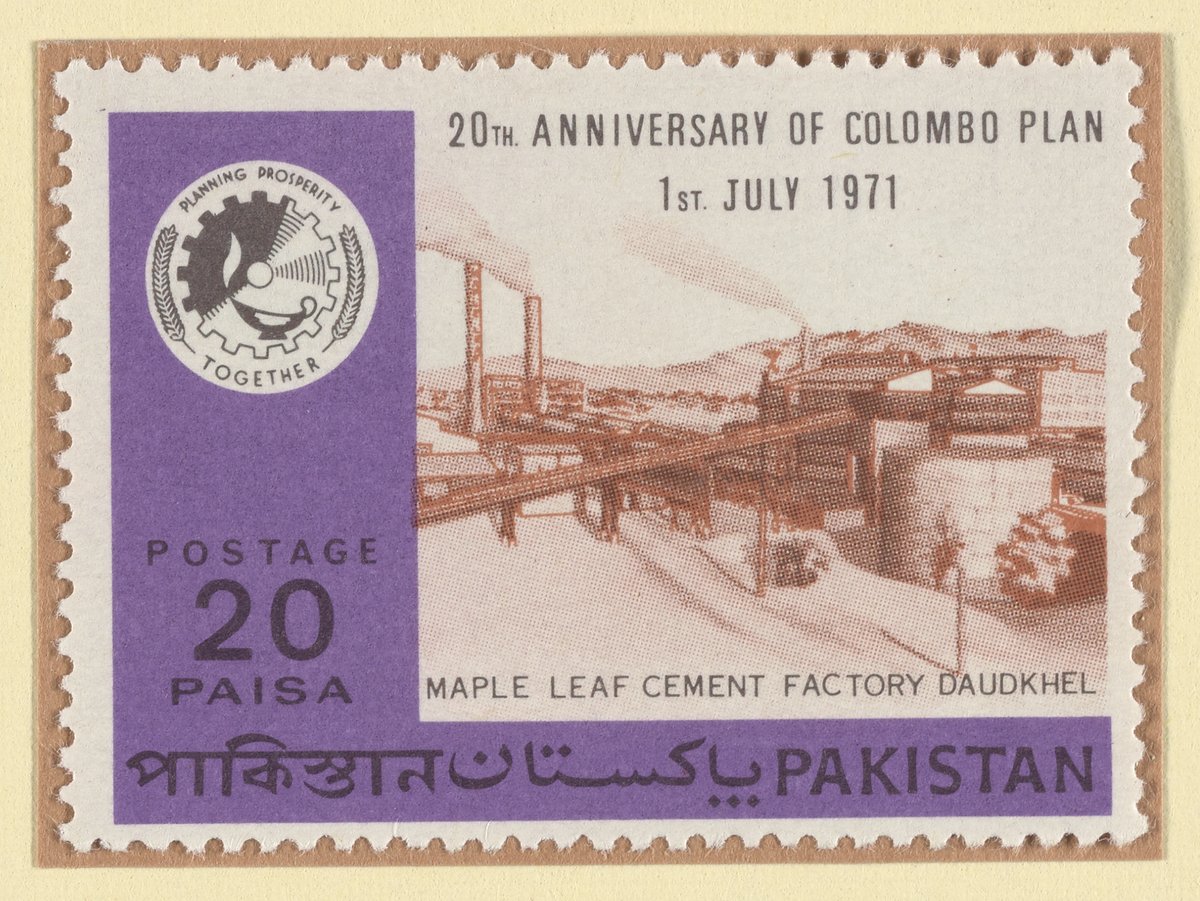 20TH. ANNIVERSARY OF COLOMBO PLAN
1ST. JULY 1971
PLANNING PROSPERITY
TOGETHER
POSTAGE
20
PAISA
MAPLE LEAF CEMENT FACTORY DAUDKHEL
পাকিস্তান پاکستان PAKISTAN